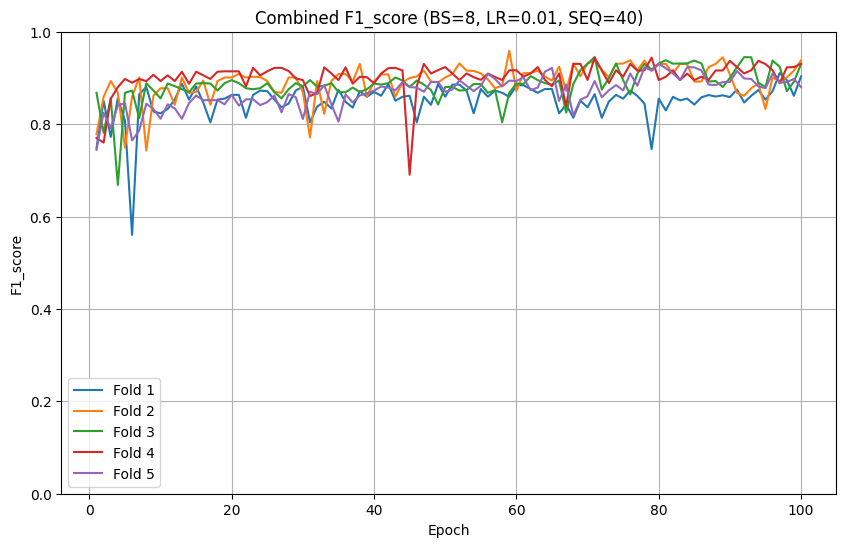 Combined F1_score (BS=8, LR=0.01, SEQ=40)
1.0
0.8
0.6
0.4
0.2
0.0
F1_score
Fold 1
Fold 2
Fold 3
Fold 4
Fold 5
0 20 40 60 80 100
Epoch